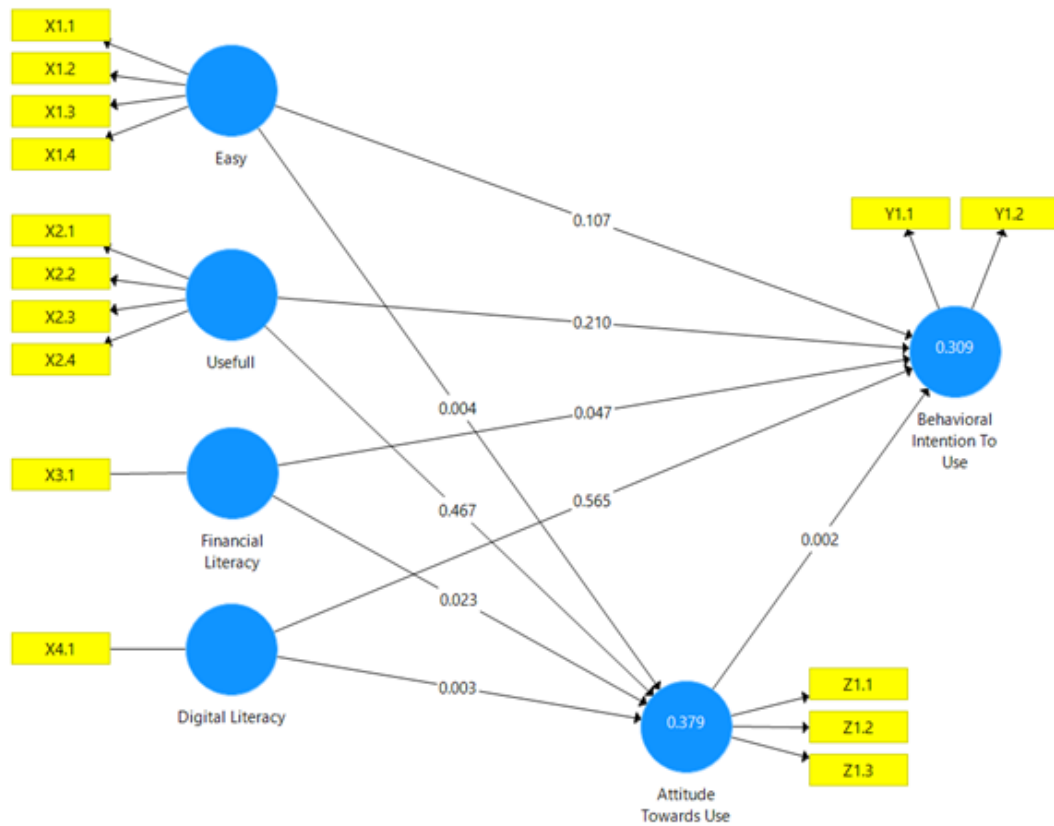 X1.1
X1.2
X1.3
X1.4
Easy
X2.1
X2.2
X2.3
X2.4
Usefull
X3.1
Financial
Literacy
X4.1
Digital Literacy
0.107
0.210
0.004
0.047
0.467
0.565
0.002
0.023
0.003
Y1.1
Y1.2
0.309
Behavioral
Intention To
Use
0.379
Attitude
Towards Use
Z1.1
Z1.2
Z1.3